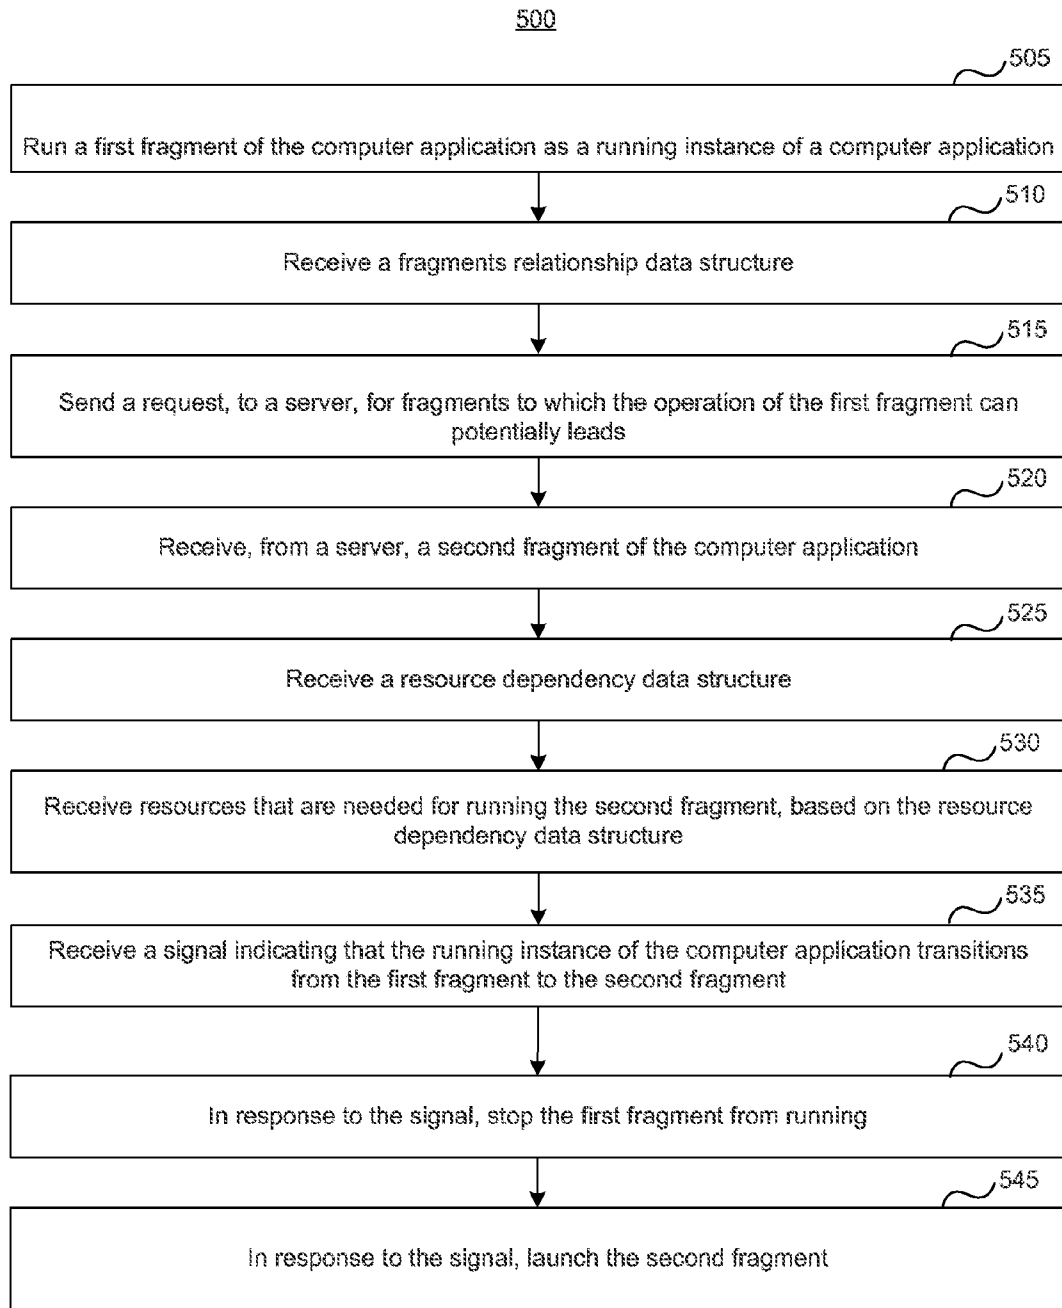 500
505
Run a first fragment of the computer application as a running instance of a computer application
510
Receive a fragments relationship data structure
515
Send a request, to a server, for fragments to which the operation of the first fragment can
potentially leads
520
Receive, from a server, a second fragment of the computer application
525
Receive a resource dependency data structure
530
Receive resources that are needed for running the second fragment, based on the resource
dependency data structure
535
Receive a signal indicating that the running instance of the computer application transitions
from the first fragment to the second fragment
540
In response to the signal, stop the first fragment from running
545
In response to the signal, launch the second fragment